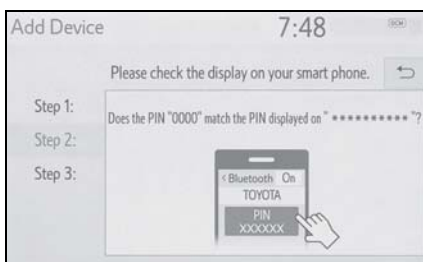 Add Device 7:48 DCM
Please check the display on your smart phone.
Step 1:
Does the PIN "0000" match the PIN displayed on " ●●●●●●●●●● "?
Step 2:
Step 3:
< Bluetooth On
TOYOTA
PIN
XXXXXX